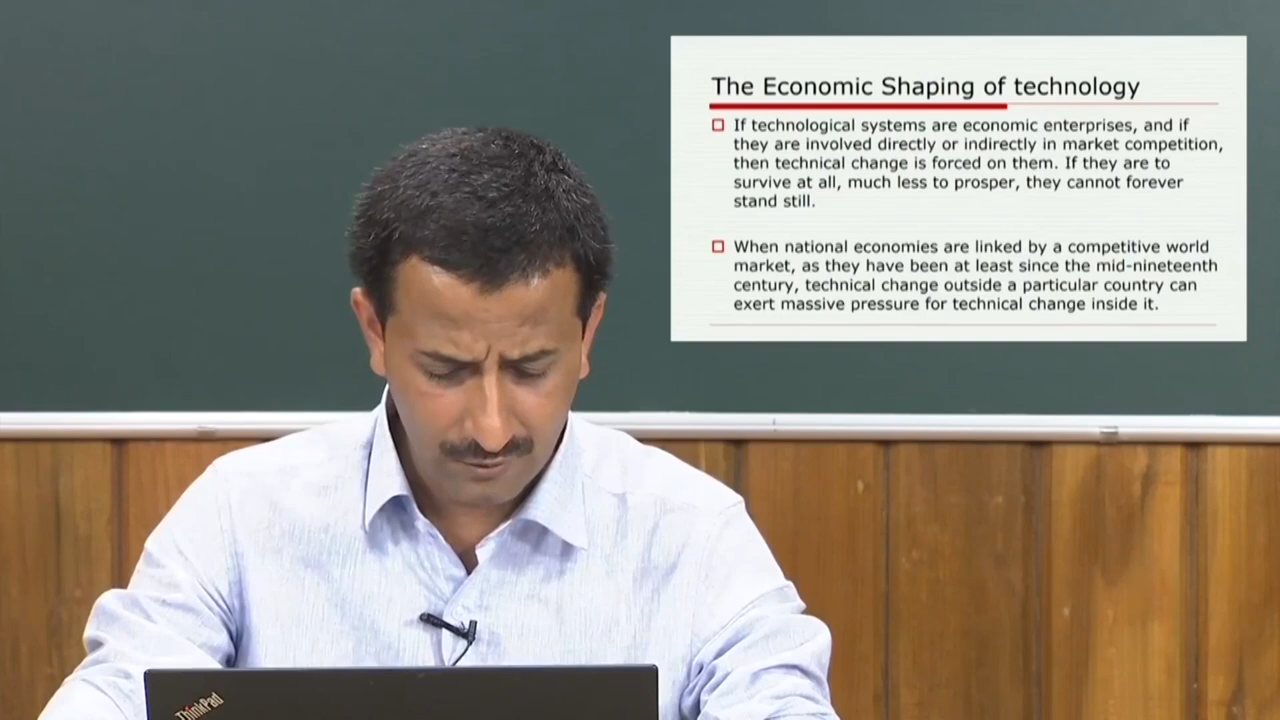 The Economic Shaping of technology
If technological systems are economic enterprises, and if
they are involved directly or indirectly in market competition,
then technical change is forced on them. If they are to
survive at all, much less to prosper, they cannot forever
stand still.
When national economies are linked by a competitive world
market, as they have been at least since the mid-nineteenth
century, technical change outside a particular country can
exert massive pressure for technical change inside it.
ThinkPad